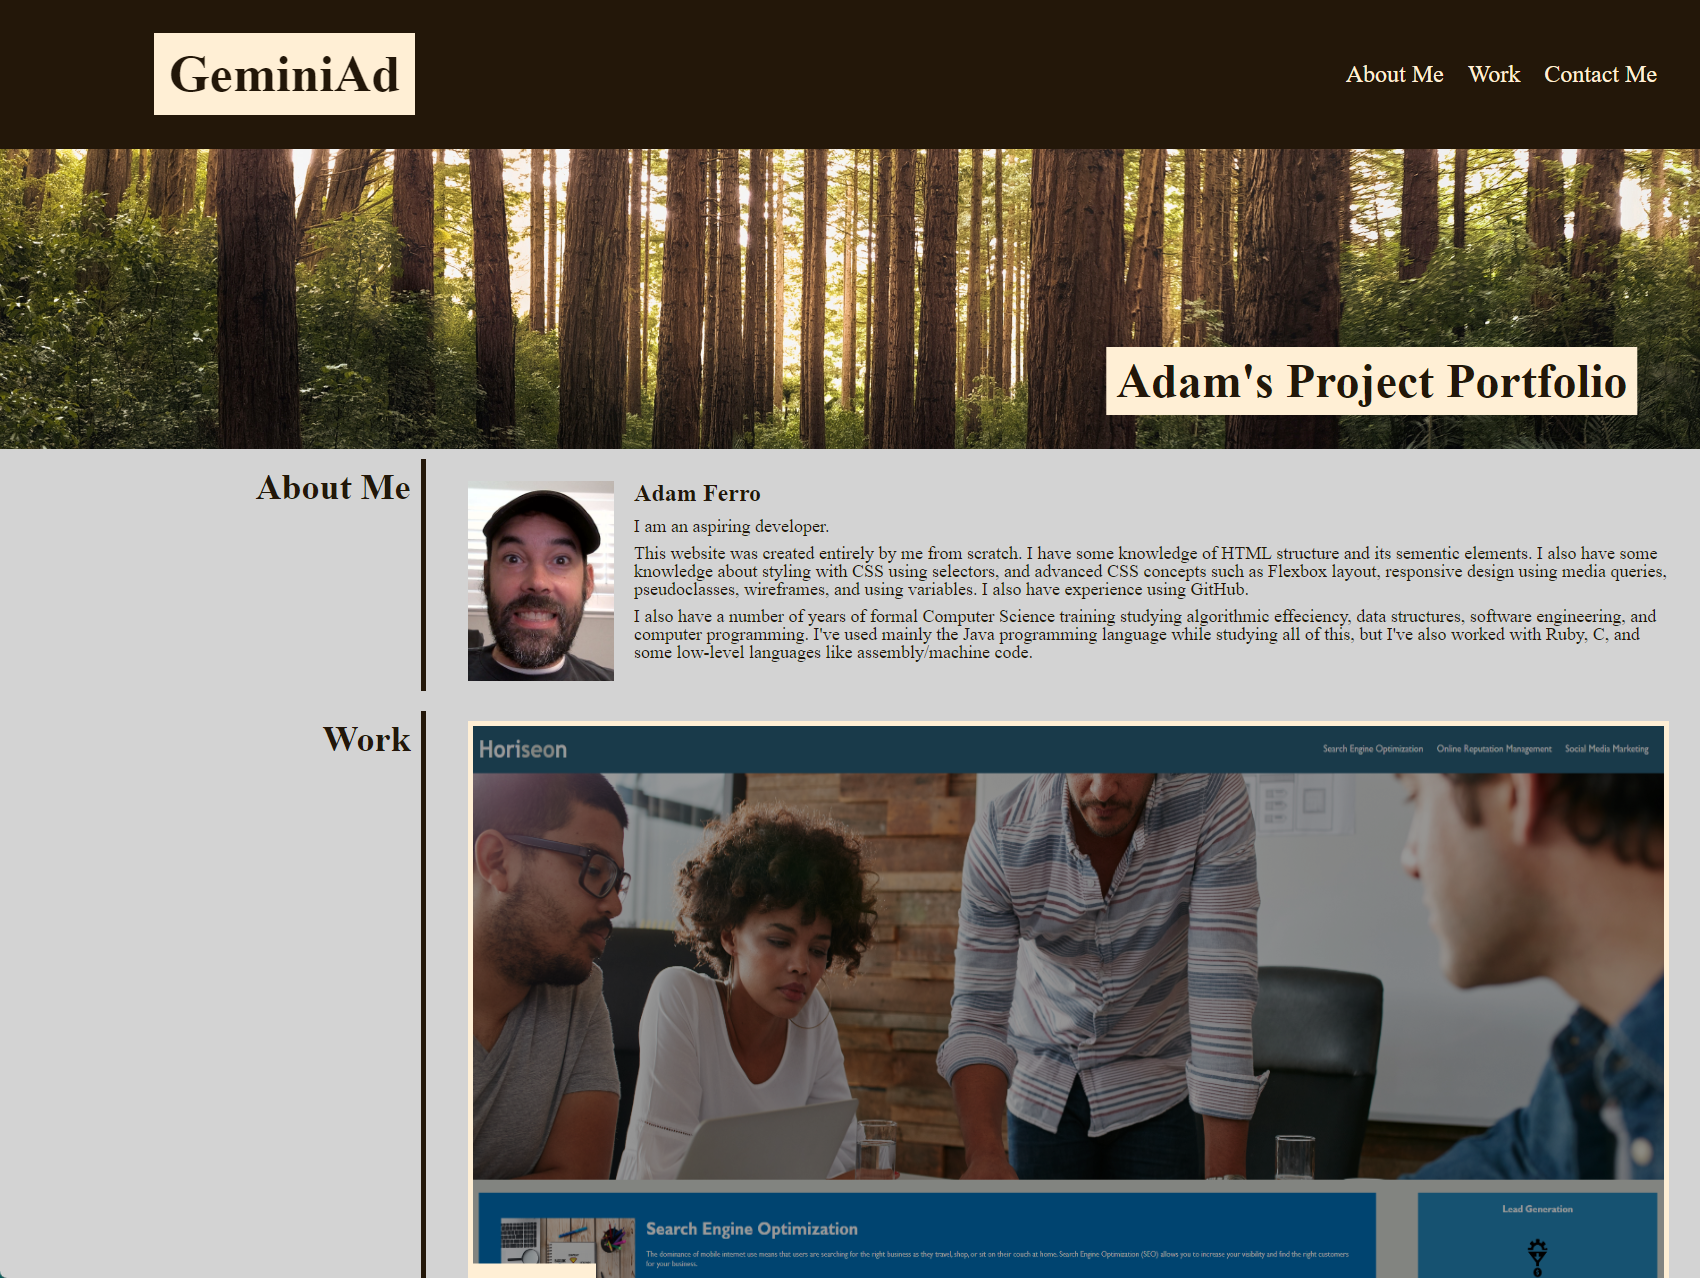 GeminiAd
About Me Work Contact Me
Adam's Project Portfolio
About Me
Adam Ferro
I am an aspiring developer.
This website was created entirely by me from scratch. I have some knowledge of HTML structure and its sementic elements. I also have some
knowledge about styling with CSS using selectors, and advanced CSS concepts such as Flexbox layout, responsive design using media queries,
pseudoclasses, wireframes, and using variables. I also have experience using GitHub.
I also have a number of years of formal Computer Science training studying algorithmic effeciency, data structures, software engineering, and
computer programming. I've used mainly the Java programming language while studying all of this, but I've also worked with Ruby, C, and
some low-level languages like assembly/machine code.
Work
Horiseon
Search Engine Optimization Online Reputation Management Social Media Marketing
Search Engine Optimization
The dominance of mobile internet use means that users are searching for the right business as they travel, shop, or sit on their couch at home. Search Engine Optimization (SEO) allows you to increase your visibility and find the right customers
for your business.
Lead Generation